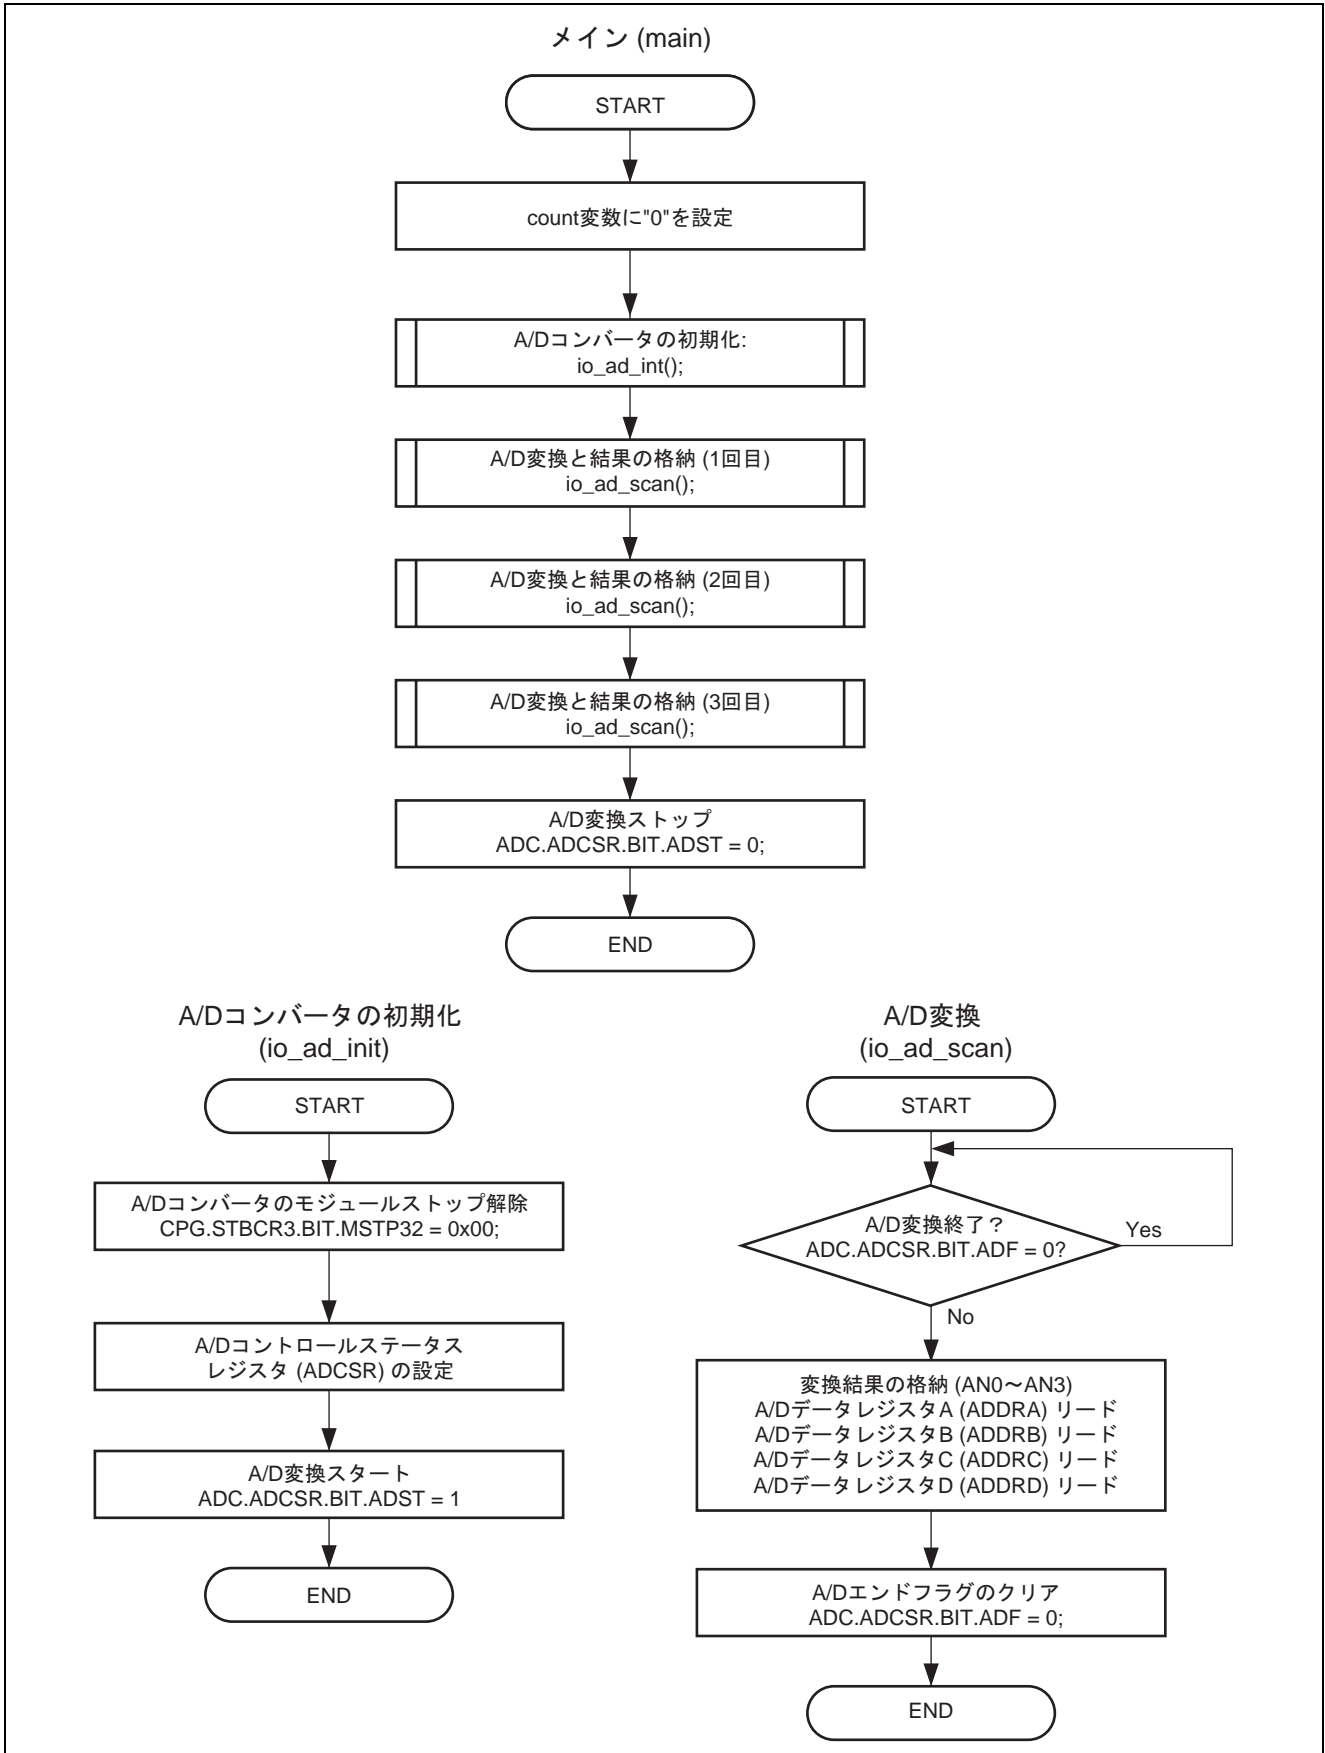 メイン (main)
START
count変数に"0"を設定
A/Dコンバータの初期化:
io_ad_int();
A/D変換と結果の格納 (1回目)
io_ad_scan();
A/D変換と結果の格納 (2回目)
io_ad_scan();
A/D変換と結果の格納 (3回目)
io_ad_scan();
A/D変換ストップ
ADC.ADCSR.BIT.ADST = 0;
END
A/Dコンバータの初期化
(io_ad_init)
START
A/Dコンバータのモジュールストップ解除
CPG.STBCR3.BIT.MSTP32 = 0x00;
A/Dコントロールステータス
レジスタ (ADCSR) の設定
A/D変換スタート
ADC.ADCSR.BIT.ADST = 1
END
A/D変換
(io_ad_scan)
START
A/D変換終了？
ADC.ADCSR.BIT.ADF = 0?
Yes
No
変換結果の格納 (AN0～AN3)
A/DデータレジスタA (ADDRA) リード
A/DデータレジスタB (ADDRB) リード
A/DデータレジスタC (ADDRC) リード
A/DデータレジスタD (ADDRD) リード
A/Dエンドフラグのクリア
ADC.ADCSR.BIT.ADF = 0;
END